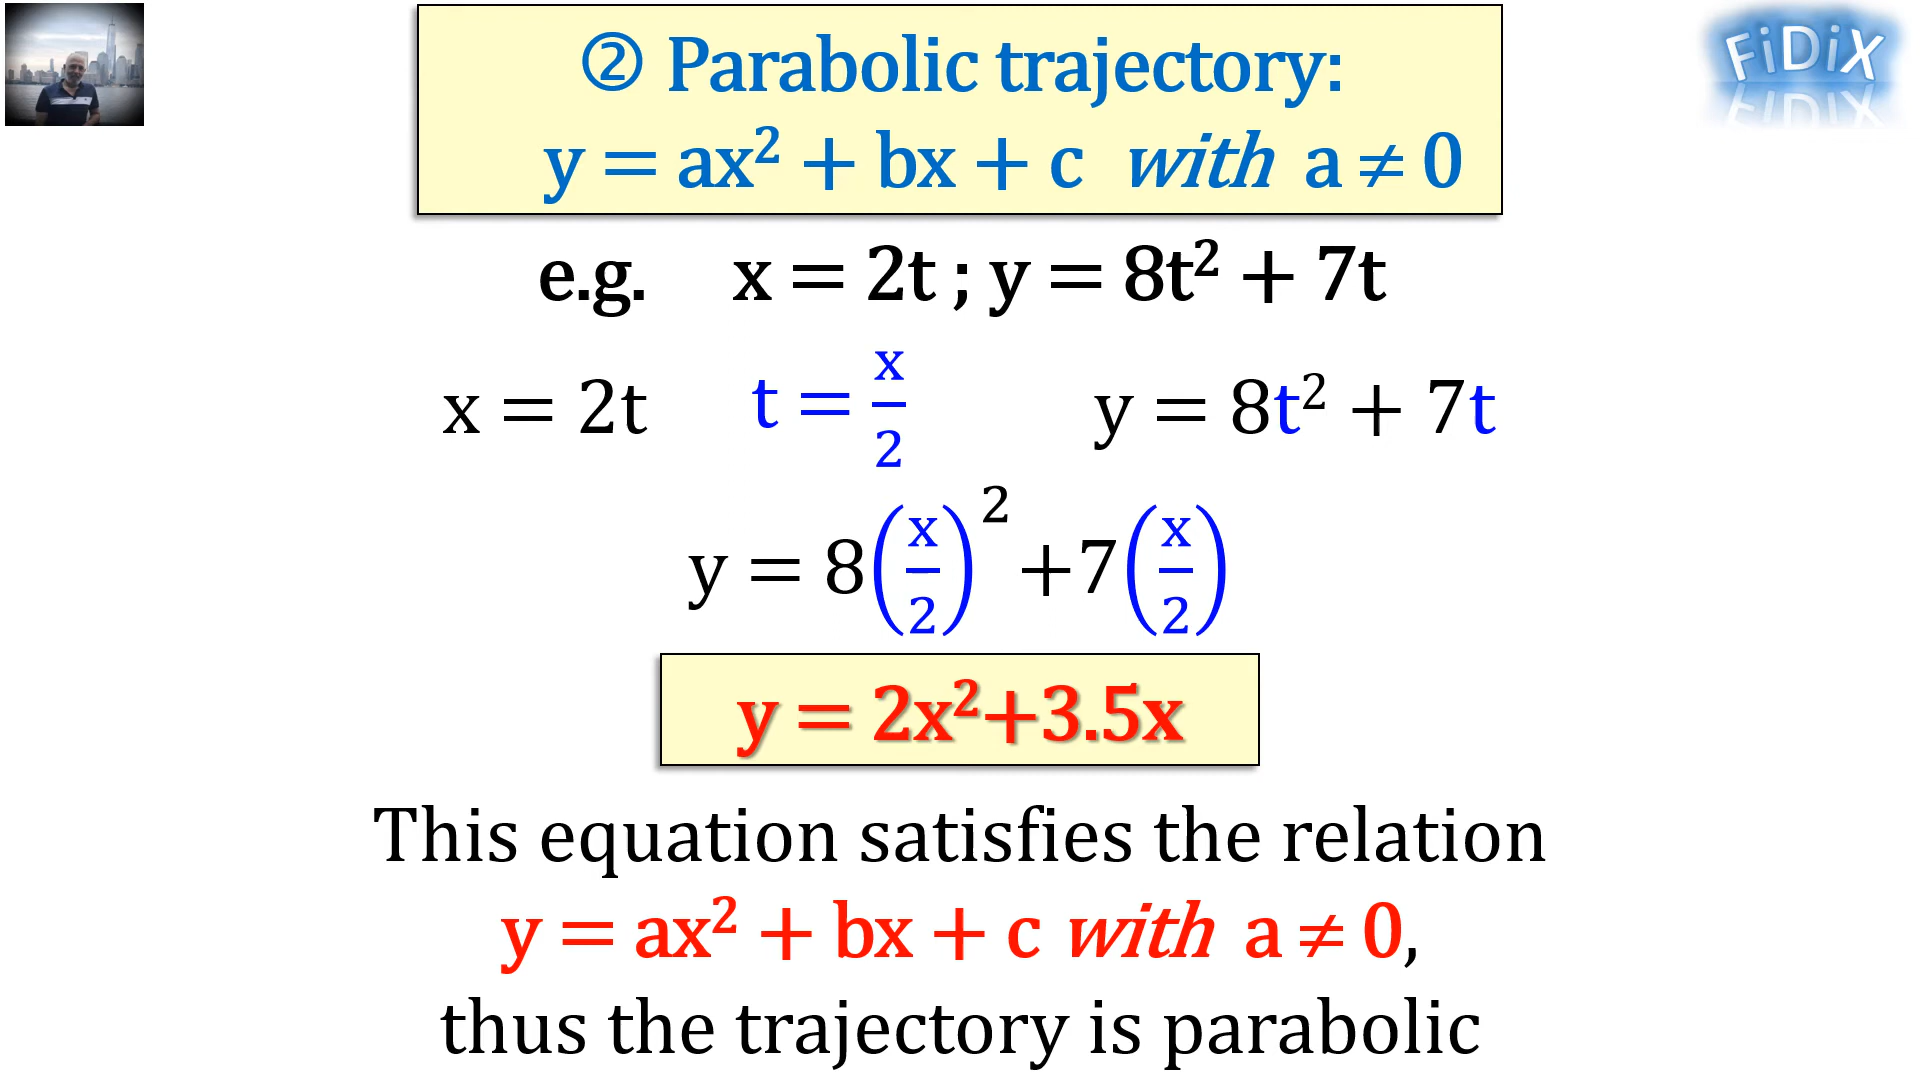 ② Parabolic trajectory:
y = ax² + bx + c with a ≠ 0
FiDiX
e.g. x = 2t ; y = 8t² + 7t
x = 2t t = x/2 y = 8t² + 7t
y = 8(x/2)² +7(x/2)
y = 2x²+3.5x
This equation satisfies the relation
y = ax² + bx + c with a ≠ 0,
thus the trajectory is parabolic